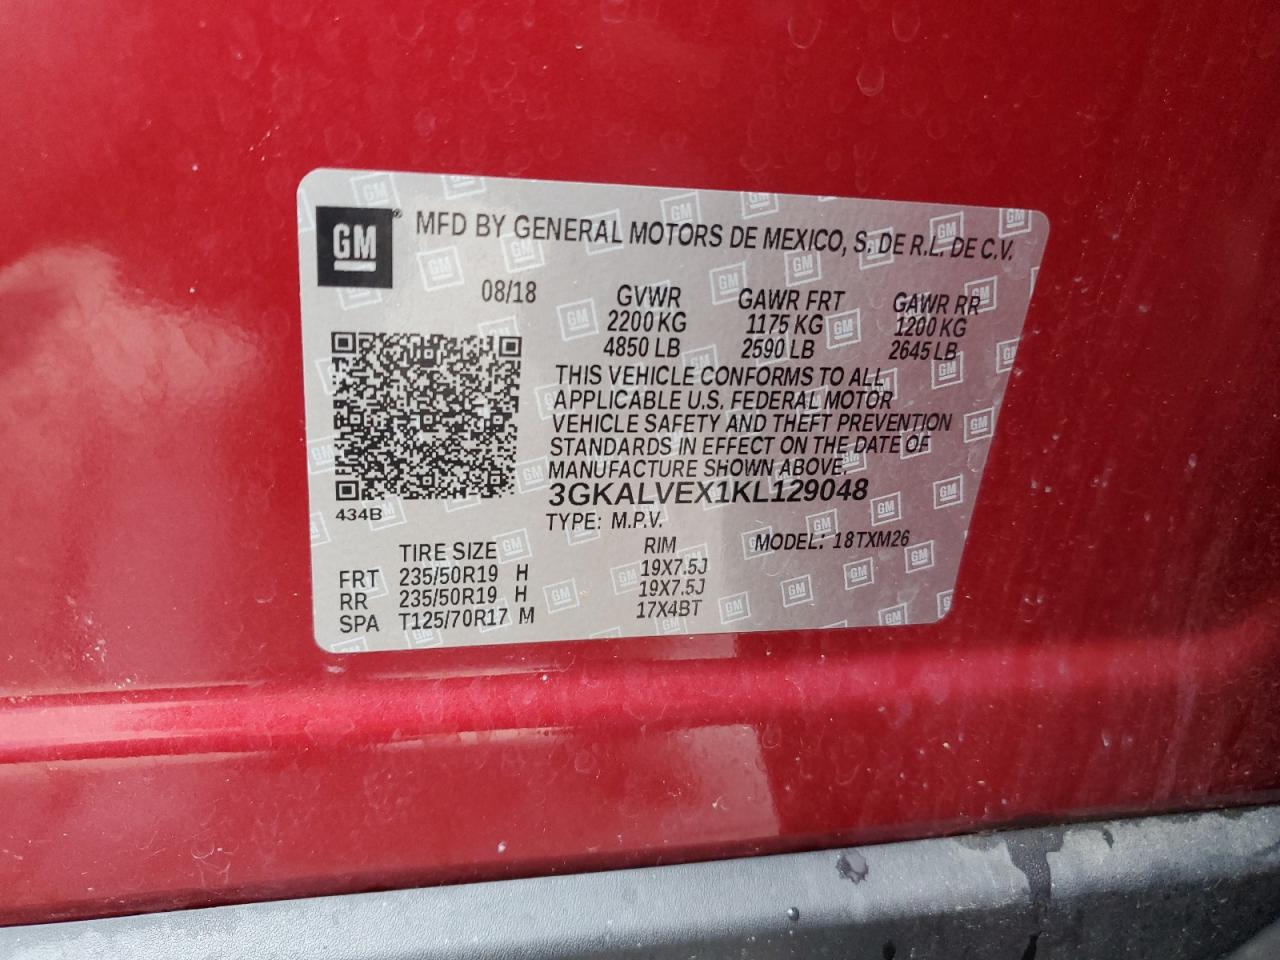 GM® MFD BY GENERAL MOTORS DE MEXICO, S. DE R.L. DE C.V.
08/18 GVWR GAWR FRT GAWR RR
2200 KG 1175 KG 1200 KG
4850 LB 2590 LB 2645 LB
THIS VEHICLE CONFORMS TO ALL
APPLICABLE U.S. FEDERAL MOTOR
VEHICLE SAFETY AND THEFT PREVENTION
STANDARDS IN EFFECT ON THE DATE OF
MANUFACTURE SHOWN ABOVE.
3GKALVEX1KL129048
434B
TYPE: M.P.V. MODEL: 18TXM26
TIRE SIZE RIM
FRT 235/50R19 H 19X7.5J
RR 235/50R19 H 19X7.5J
SPA T125/70R17 M 17X4BT